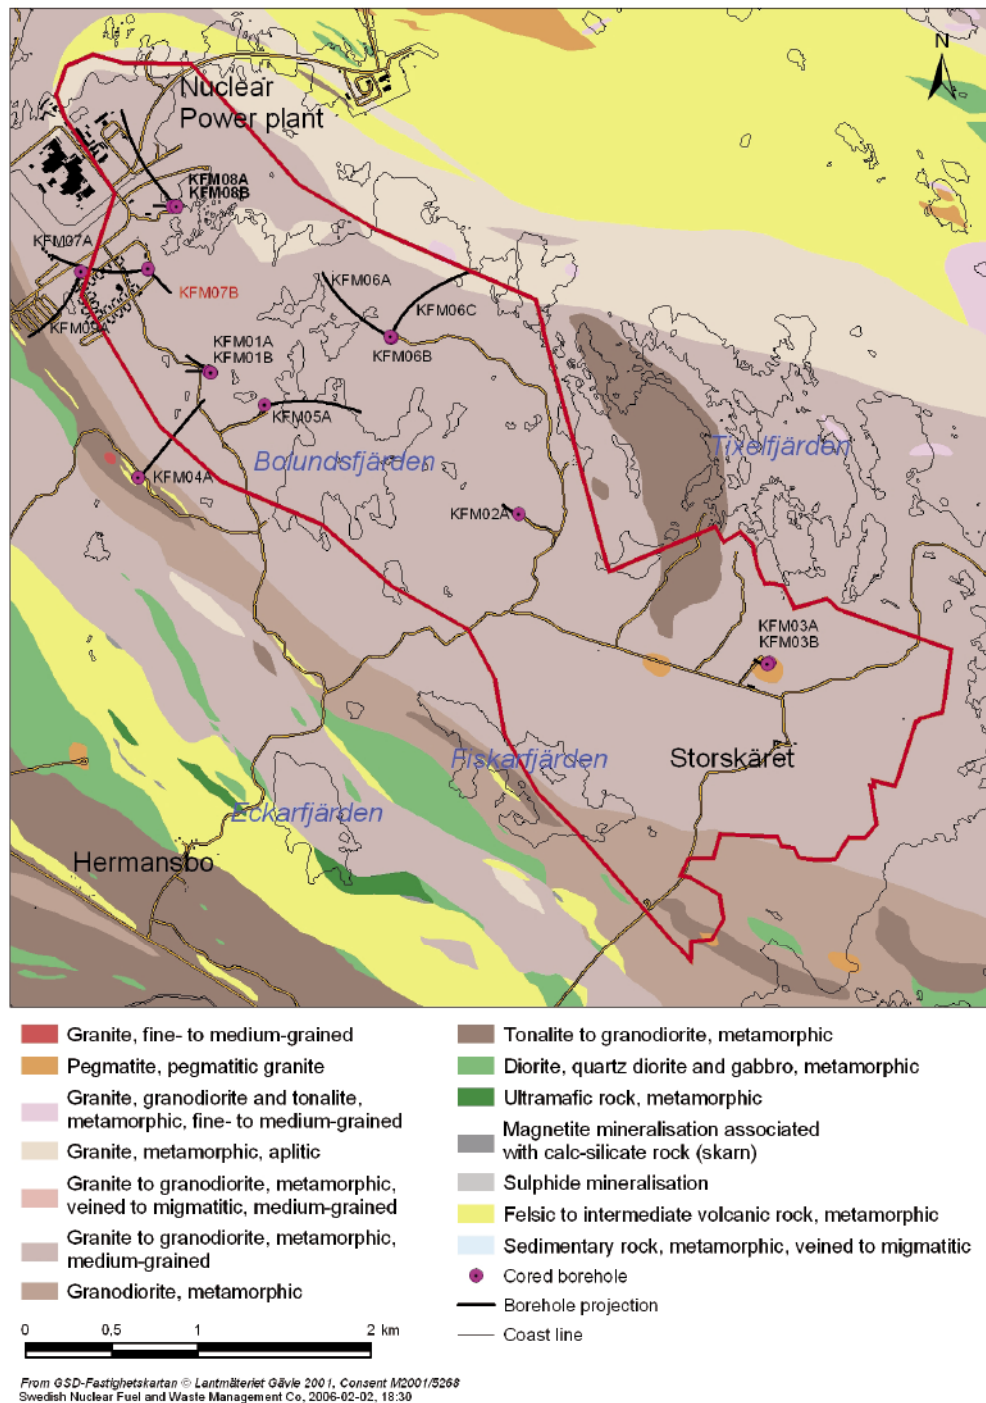 N
Nuclear
Power plant
KFM08A
KFM08B
KFM07A
KFM07B
KFM09A
KFM06A
KFM06C
KFM06B
KFM01A
KFM01B
KFM05A
KFM04A
Bolundsfjärden
Tixelfjärden
KFM02A
KFM03A
KFM03B
Fiskarfjärden
Storskäret
Eckarfjärden
Hermansbo
Granite, fine- to medium-grained
Pegmatite, pegmatitic granite
Granite, granodiorite and tonalite,
metamorphic, fine- to medium-grained
Granite, metamorphic, aplitic
Granite to granodiorite, metamorphic,
veined to migmatitic, medium-grained
Granite to granodiorite, metamorphic,
medium-grained
Granodiorite, metamorphic
Tonalite to granodiorite, metamorphic
Diorite, quartz diorite and gabbro, metamorphic
Ultramafic rock, metamorphic
Magnetite mineralisation associated
with calc-silicate rock (skarn)
Sulphide mineralisation
Felsic to intermediate volcanic rock, metamorphic
Sedimentary rock, metamorphic, veined to migmatitic
Cored borehole
Borehole projection
Coast line
0 0,5 1 2 km
From GSD-Fastighetskartan © Lantmäteriet Gävle 2001, Consent M2001/5268
Swedish Nuclear Fuel and Waste Management Co, 2006-02-02, 18:30